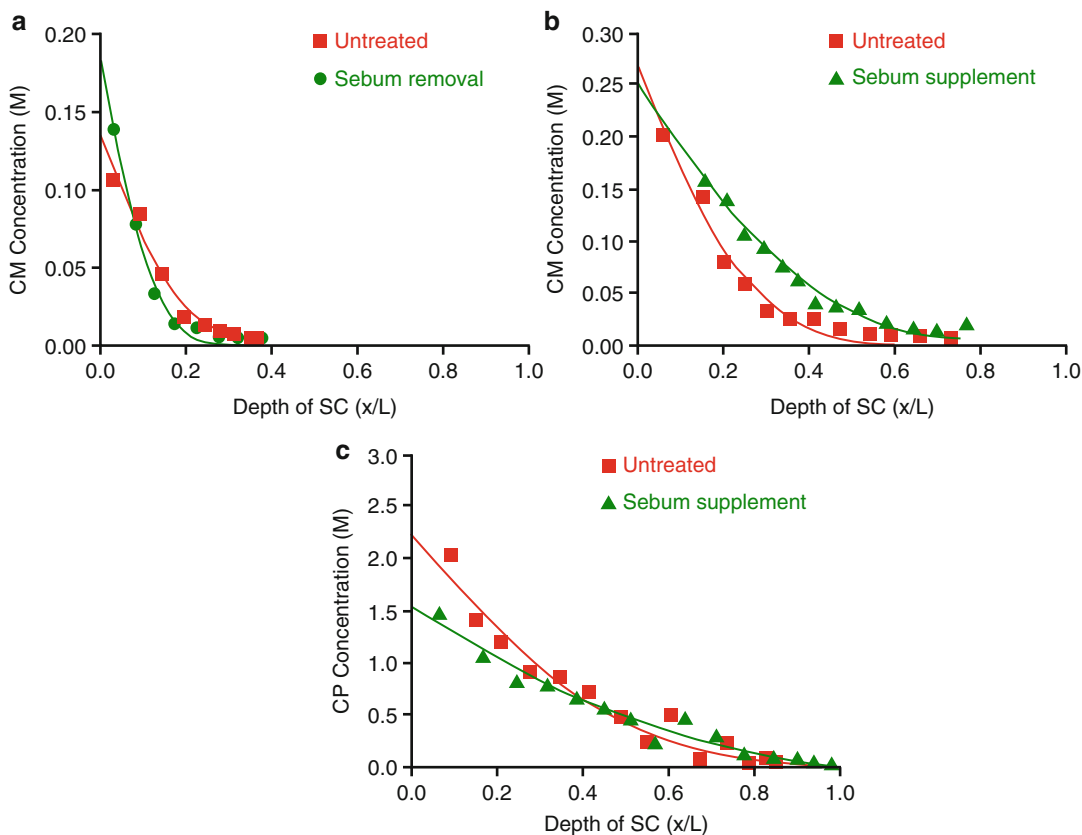 a
0.20
0.15
0.10
0.05
0.00
CM Concentration (M)
Untreated
Sebum removal
0.0 0.2 0.4 0.6 0.8 1.0
Depth of SC (x/L)
b
0.30
0.25
0.20
0.15
0.10
0.05
0.00
CM Concentration (M)
Untreated
Sebum supplement
0.0 0.2 0.4 0.6 0.8 1.0
Depth of SC (x/L)
c
3.0
2.5
2.0
1.5
1.0
0.5
0.0
CP Concentration (M)
Untreated
Sebum supplement
0.0 0.2 0.4 0.6 0.8 1.0
Depth of SC (x/L)